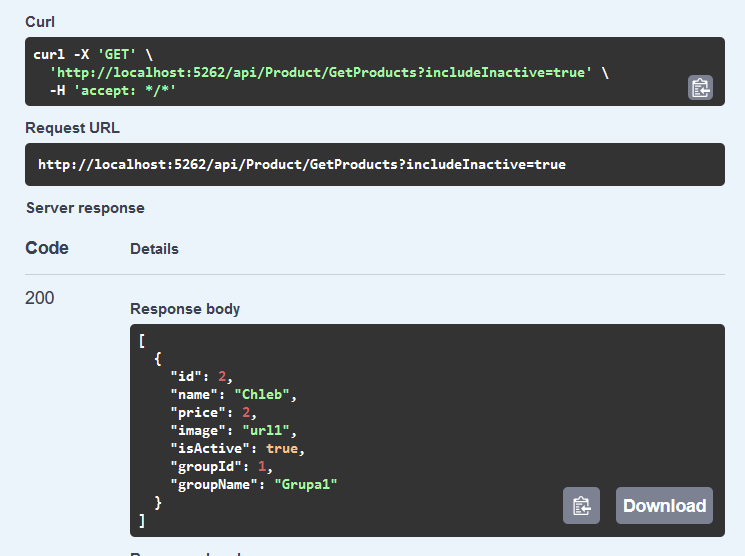 Curl
curl -X 'GET' \
  'http://localhost:5262/api/Product/GetProducts?includeInactive=true' \
  -H 'accept: */*'
Request URL
http://localhost:5262/api/Product/GetProducts?includeInactive=true
Server response
Code Details
200
Response body
[
  {
    "id": 2,
    "name": "Chleb",
    "price": 2,
    "image": "url1",
    "isActive": true,
    "groupId": 1,
    "groupName": "Grupa1"
  }
]
Download